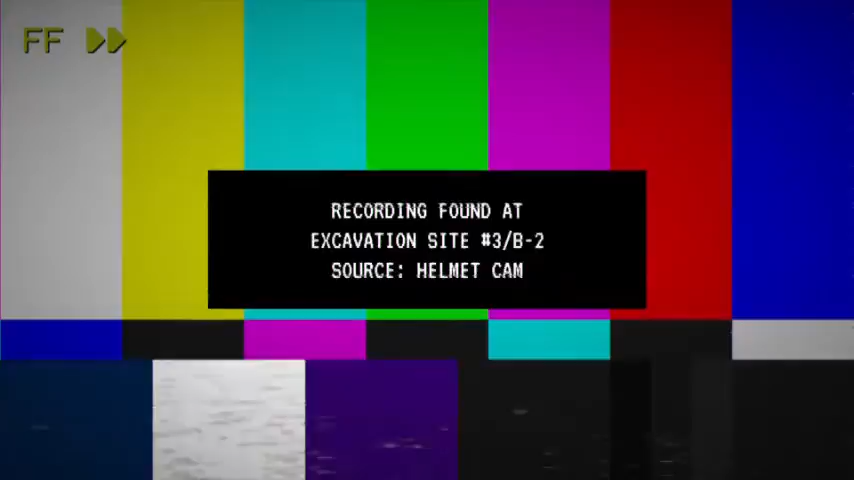 FF
RECORDING FOUND AT
EXCAVATION SITE #3/B-2
SOURCE: HELMET CAM